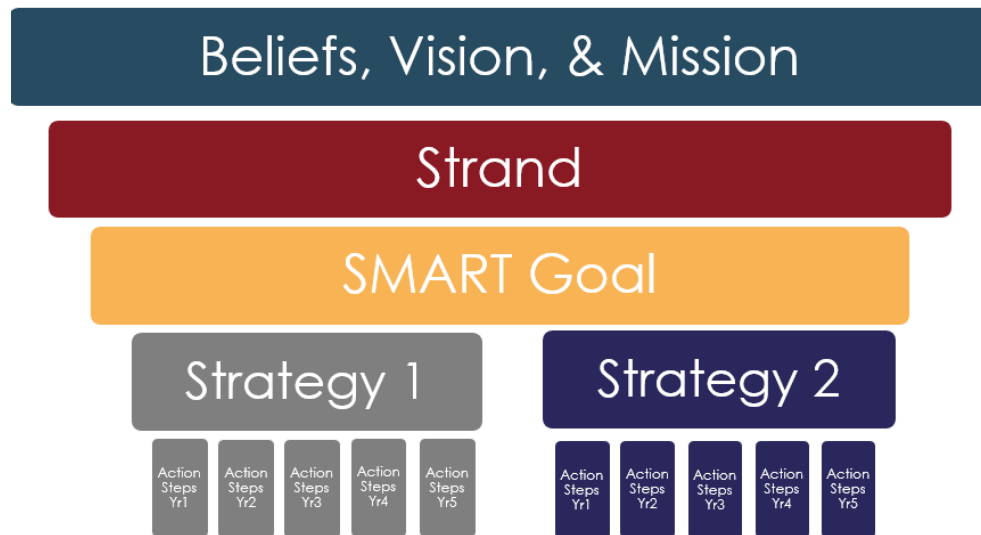 Beliefs, Vision, & Mission
Strand
SMART Goal
Strategy 1
Strategy 2
Action
Steps
Yr1
Action
Steps
Yr2
Action
Steps
Yr3
Action
Steps
Yr4
Action
Steps
Yr5
Action
Steps
Yr1
Action
Steps
Yr2
Action
Steps
Yr3
Action
Steps
Yr4
Action
Steps
Yr5